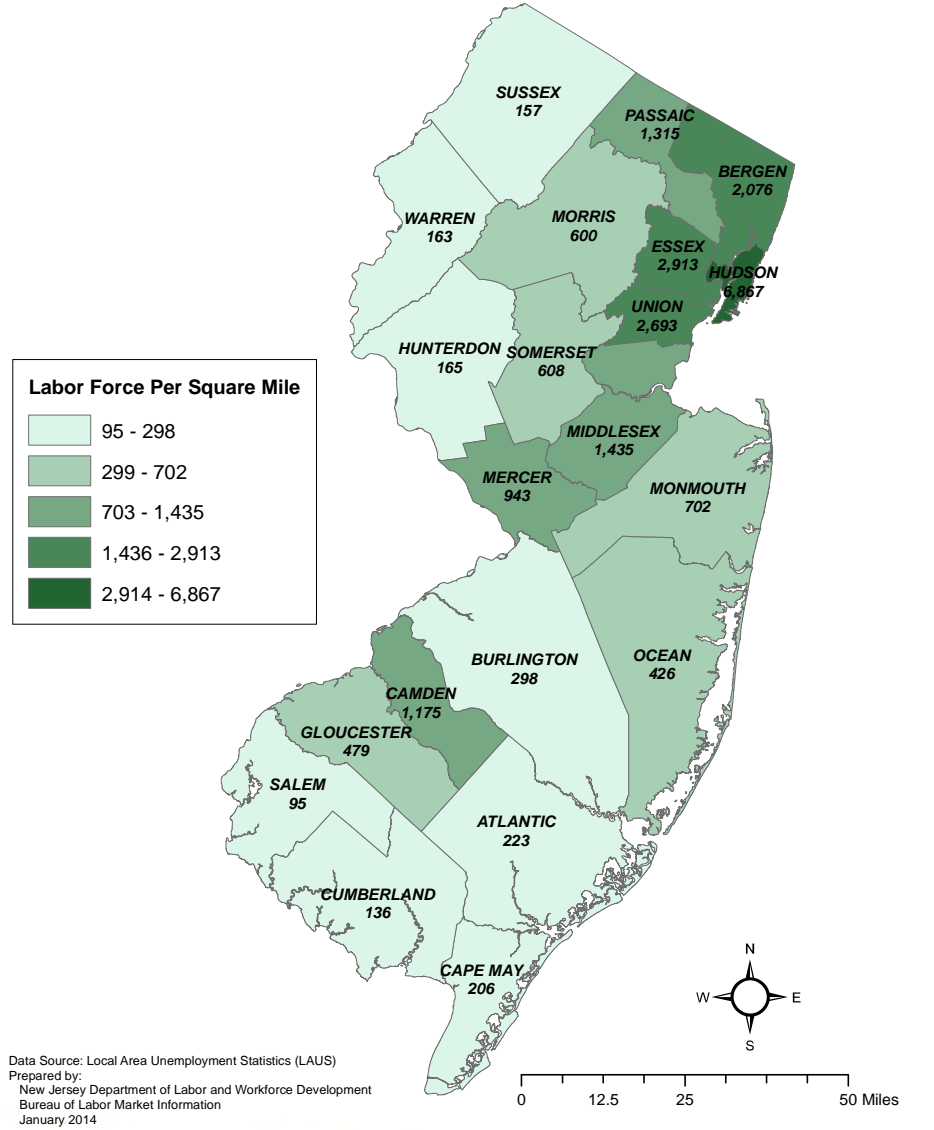 SUSSEX
157
PASSAIC
1,315
BERGEN
2,076
WARREN
163
MORRIS
600
ESSEX
2,913
HUDSON
6,867
UNION
2,693
HUNTERDON
165
SOMERSET
608
Labor Force Per Square Mile
95 - 298
299 - 702
703 - 1,435
1,436 - 2,913
2,914 - 6,867
MIDDLESEX
1,435
MERCER
943
MONMOUTH
702
BURLINGTON
298
OCEAN
426
CAMDEN
1,175
GLOUCESTER
479
SALEM
95
ATLANTIC
223
CUMBERLAND
136
CAPE MAY
206
N
W E
S
Data Source: Local Area Unemployment Statistics (LAUS)
Prepared by:
New Jersey Department of Labor and Workforce Development
Bureau of Labor Market Information
January 2014
0 12.5 25 50 Miles